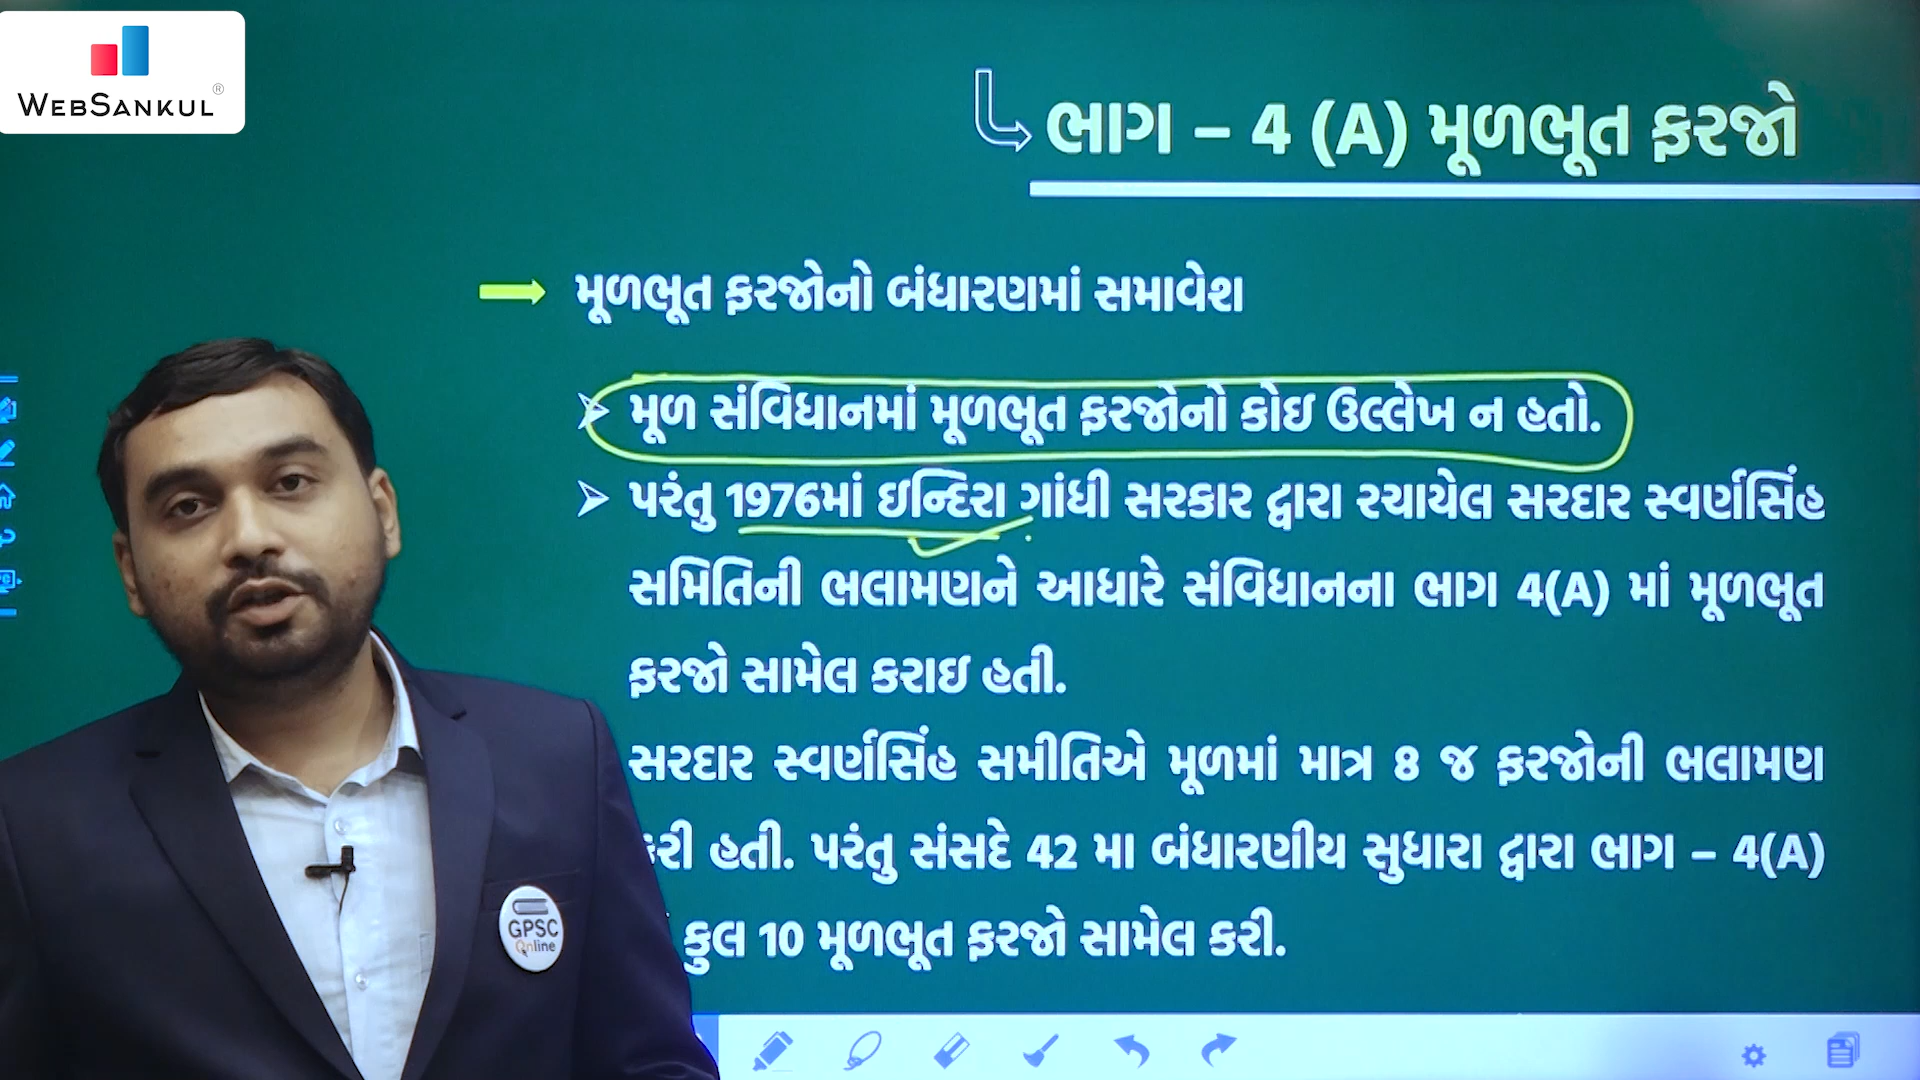 WEBSANKUL®
ભાગ – 4 (A) મૂળભૂત ફરજો
મૂળભૂત ફરજોનો બંધારણમાં સમાવેશ
મૂળ સંવિધાનમાં મૂળભૂત ફરજોનો કોઇ ઉલ્લેખ ન હતો.
પરંતુ 1976માં ઇન્દિરા ગાંધી સરકાર દ્વારા રચાયેલ સરદાર સ્વર્ણસિંહ
સમિતિની ભલામણને આધારે સંવિધાનના ભાગ 4(A) માં મૂળભૂત
ફરજો સામેલ કરાઇ હતી.
સરદાર સ્વર્ણસિંહ સમીતિએ મૂળમાં માત્ર 8 જ ફરજોની ભલામણ
હતી. પરંતુ સંસદે 42 મા બંધારણીય સુધારા દ્વારા ભાગ – 4(A)
કુલ 10 મૂળભૂત ફરજો સામેલ કરી.
GPSC
Online